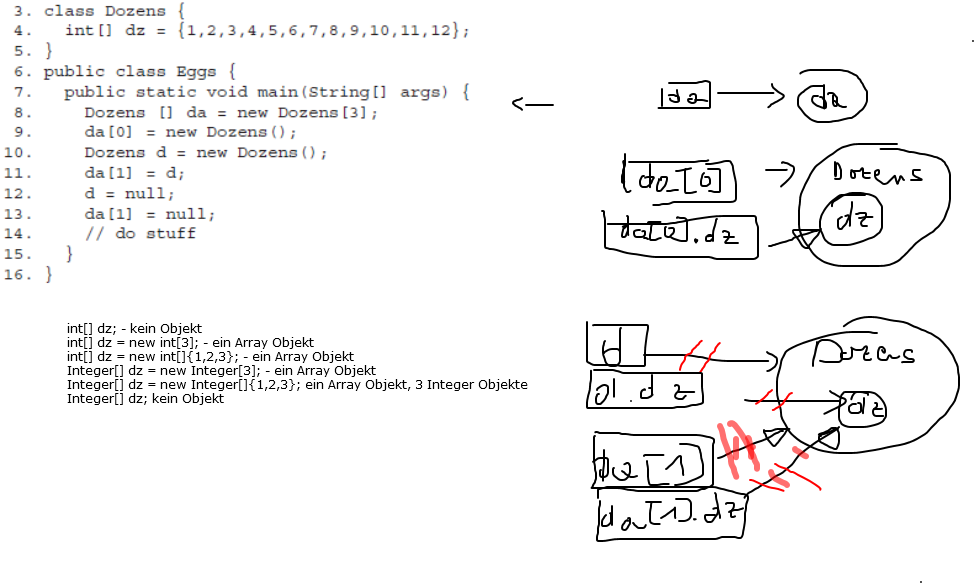 3. class Dozens {
4. int[] dz = {1,2,3,4,5,6,7,8,9,10,11,12};
5. }
6. public class Eggs {
7. public static void main(String[] args) {
8. Dozens [] da = new Dozens[3];
9. da[0] = new Dozens();
10. Dozens d = new Dozens();
11. da[1] = d;
12. d = null;
13. da[1] = null;
14. // do stuff
15. }
16. }
int[] dz; - kein Objekt
int[] dz = new int[3]; - ein Array Objekt
int[] dz = new int[]{1,2,3}; - ein Array Objekt
Integer[] dz = new Integer[3]; - ein Array Objekt
Integer[] dz = new Integer[]{1,2,3}; ein Array Objekt, 3 Integer Objekte
Integer[] dz; kein Objekt
da
da
da[0]
Dozens
da[0].dz
dz
d
Dozens
d.dz
dz
da[1]
da[1].dz